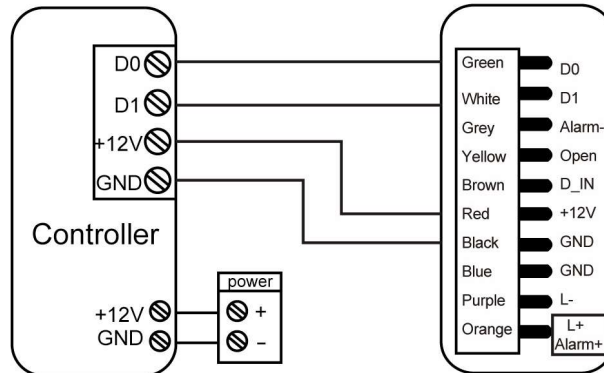 D0
D1
+12V
GND
Controller
+12V
GND
power
+
−
Green
White
Grey
Yellow
Brown
Red
Black
Blue
Purple
Orange
D0
D1
Alarm-
Open
D_IN
+12V
GND
GND
L-
L+
Alarm+